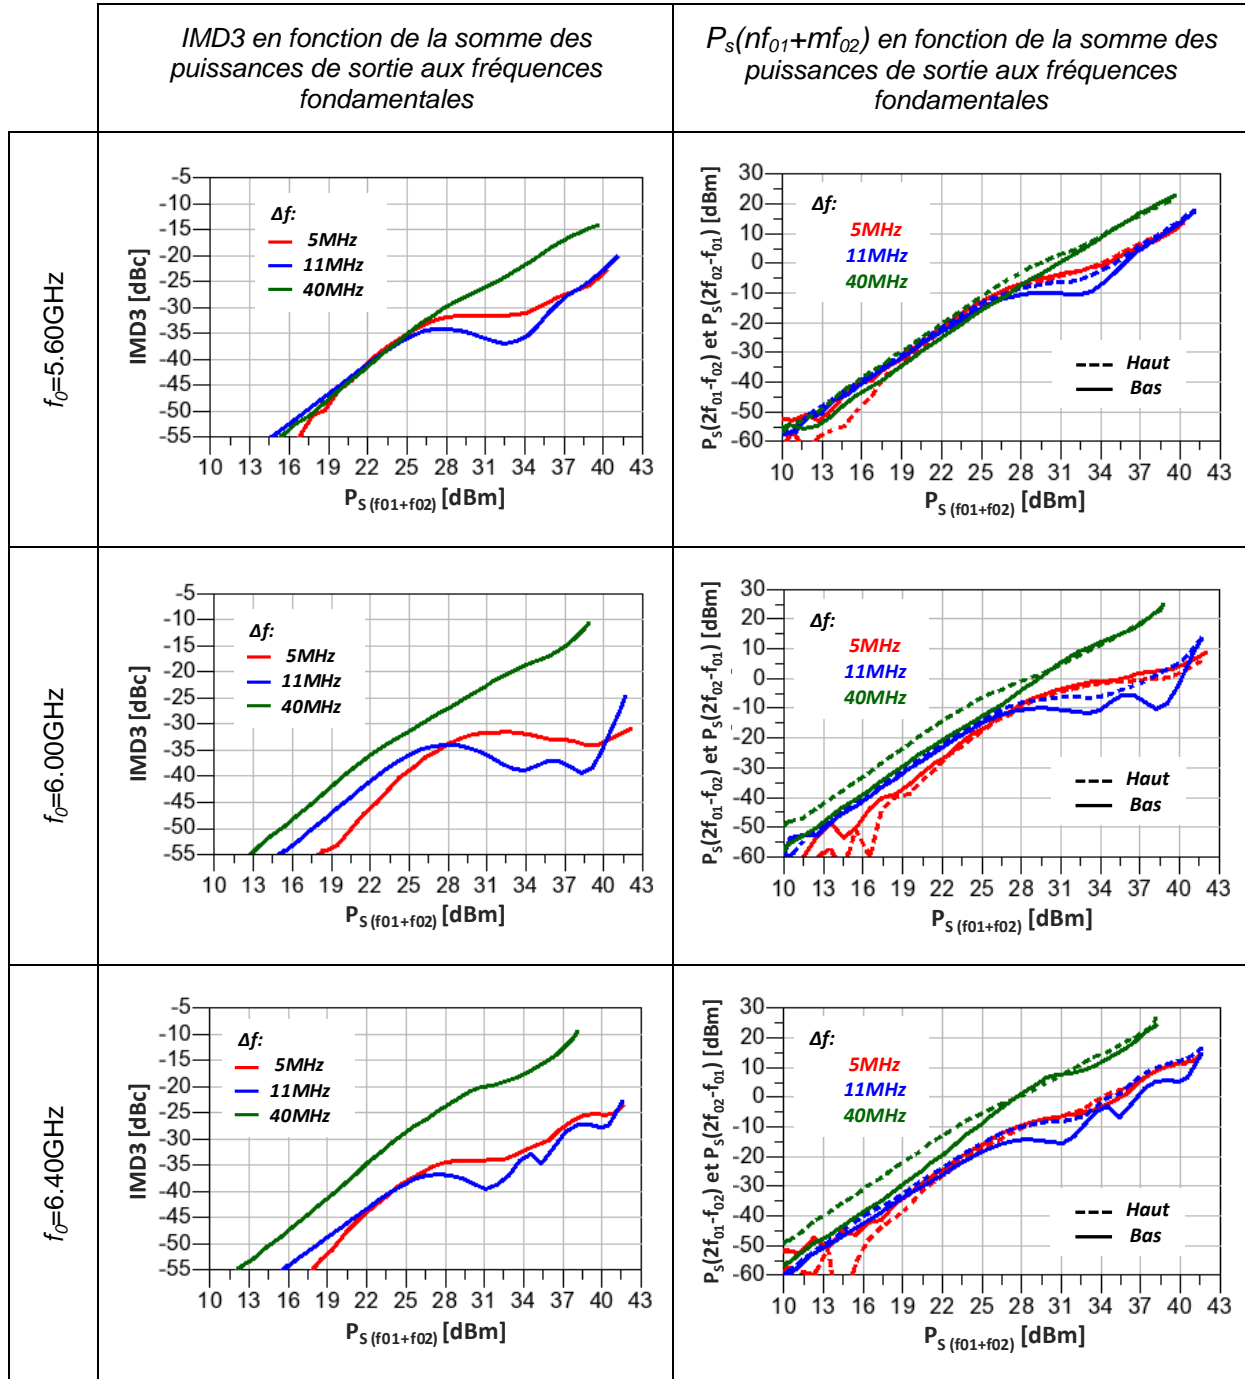 IMD3 en fonction de la somme des
puissances de sortie aux fréquences
fondamentales
Ps(nf01+mf02) en fonction de la somme des
puissances de sortie aux fréquences
fondamentales
f0=5.60GHz
IMD3 [dBc]
-5
-10
-15
-20
-25
-30
-35
-40
-45
-50
-55
Δf:
5MHz
11MHz
40MHz
10 13 16 19 22 25 28 31 34 37 40 43
PS (f01+f02) [dBm]
PS(2f01-f02) et PS(2f02-f01) [dBm]
30
20
10
0
-10
-20
-30
-40
-50
-60
Δf:
5MHz
11MHz
40MHz
Haut
Bas
10 13 16 19 22 25 28 31 34 37 40 43
PS (f01+f02) [dBm]
f0=6.00GHz
IMD3 [dBc]
-5
-10
-15
-20
-25
-30
-35
-40
-45
-50
-55
Δf:
5MHz
11MHz
40MHz
10 13 16 19 22 25 28 31 34 37 40 43
PS (f01+f02) [dBm]
PS(2f01-f02) et PS(2f02-f01) [dBm]
30
20
10
0
-10
-20
-30
-40
-50
-60
Δf:
5MHz
11MHz
40MHz
Haut
Bas
10 13 16 19 22 25 28 31 34 37 40 43
PS (f01+f02) [dBm]
f0=6.40GHz
IMD3 [dBc]
-5
-10
-15
-20
-25
-30
-35
-40
-45
-50
-55
Δf:
5MHz
11MHz
40MHz
10 13 16 19 22 25 28 31 34 37 40 43
PS (f01+f02) [dBm]
PS(2f01-f02) et PS(2f02-f01) [dBm]
30
20
10
0
-10
-20
-30
-40
-50
-60
Δf:
5MHz
11MHz
40MHz
Haut
Bas
10 13 16 19 22 25 28 31 34 37 40 43
PS (f01+f02) [dBm]